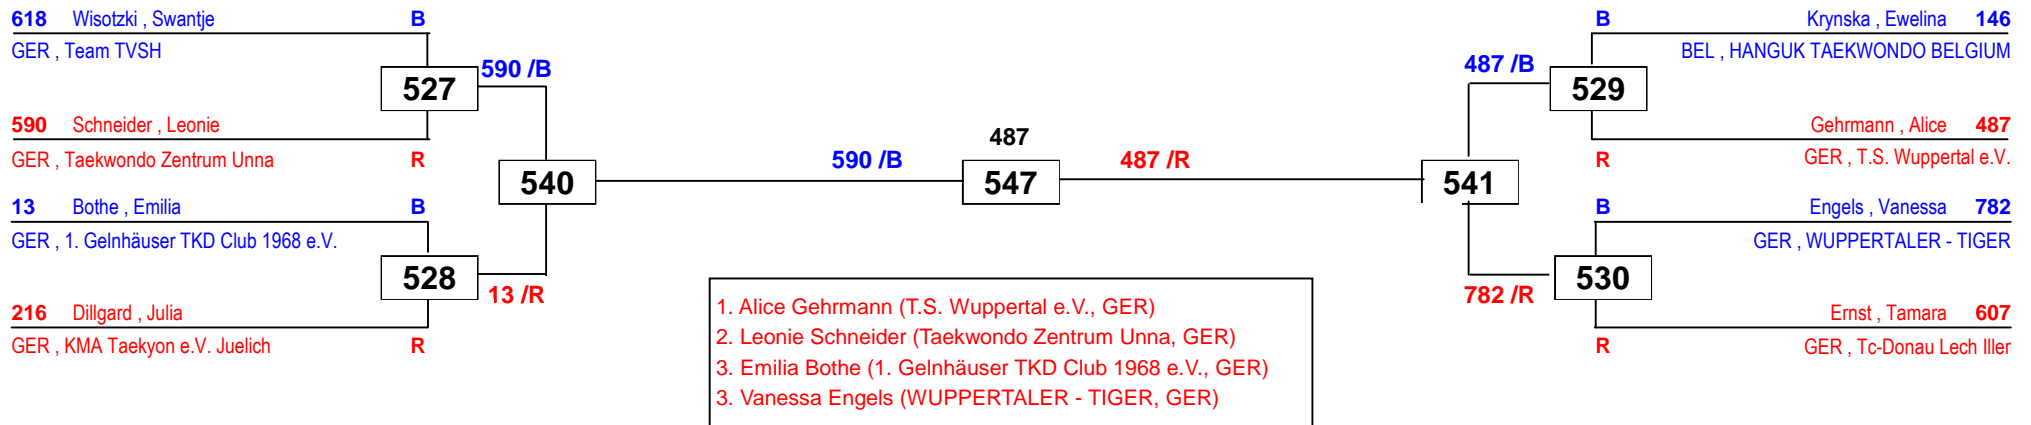 618 Wisotzki , Swantje B
GER , Team TVSH
527
590 /B
590 Schneider , Leonie
GER , Taekwondo Zentrum Unna R
540
13 Bothe , Emilia B
GER , 1. Gelnhäuser TKD Club 1968 e.V.
528
13 /R
216 Dillgard , Julia
GER , KMA Taekyon e.V. Juelich R
590 /B
487
547
487 /R
B Krynska , Ewelina 146
BEL , HANGUK TAEKWONDO BELGIUM
487 /B
529
Gehrmann , Alice 487
R GER , T.S. Wuppertal e.V.
541
B Engels , Vanessa 782
GER , WUPPERTALER - TIGER
530
782 /R
Ernst , Tamara 607
R GER , Tc-Donau Lech Iller
1. Alice Gehrmann (T.S. Wuppertal e.V., GER)
2. Leonie Schneider (Taekwondo Zentrum Unna, GER)
3. Emilia Bothe (1. Gelnhäuser TKD Club 1968 e.V., GER)
3. Vanessa Engels (WUPPERTALER - TIGER, GER)